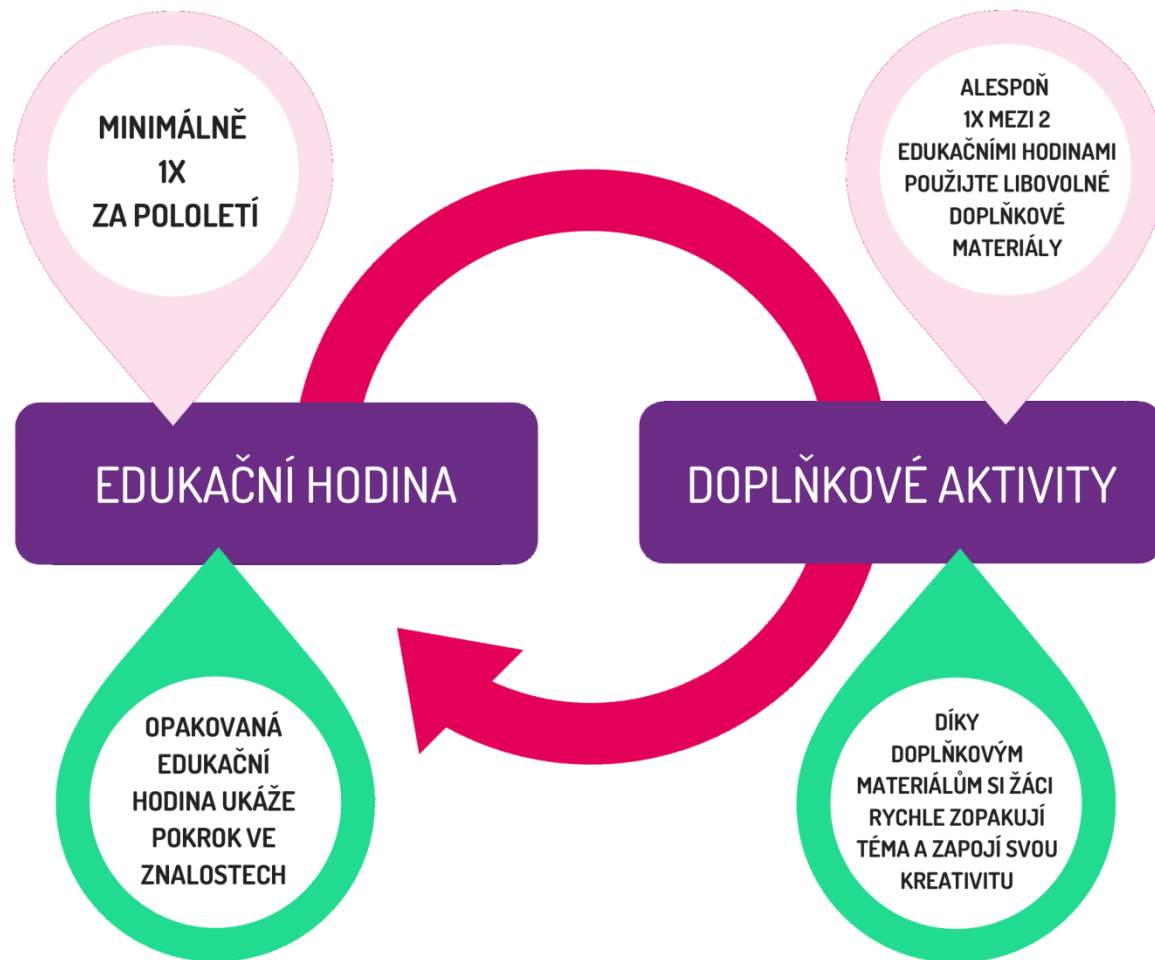 MINIMÁLNĚ
1X
ZA POLOLETÍ
ALESPOŇ
1X MEZI 2
EDUKAČNÍMI HODINAMI
POUŽIJTE LIBOVOLNÉ
DOPLŇKOVÉ
MATERIÁLY
EDUKAČNÍ HODINA
DOPLŇKOVÉ AKTIVITY
OPAKOVANÁ
EDUKAČNÍ
HODINA UKÁŽE
POKROK VE
ZNALOSTECH
DÍKY
DOPLŇKOVÝM
MATERIÁLŮM SI ŽÁCI
RYCHLE ZOPAKUJÍ
TÉMA A ZAPOJÍ SVOU
KREATIVITU